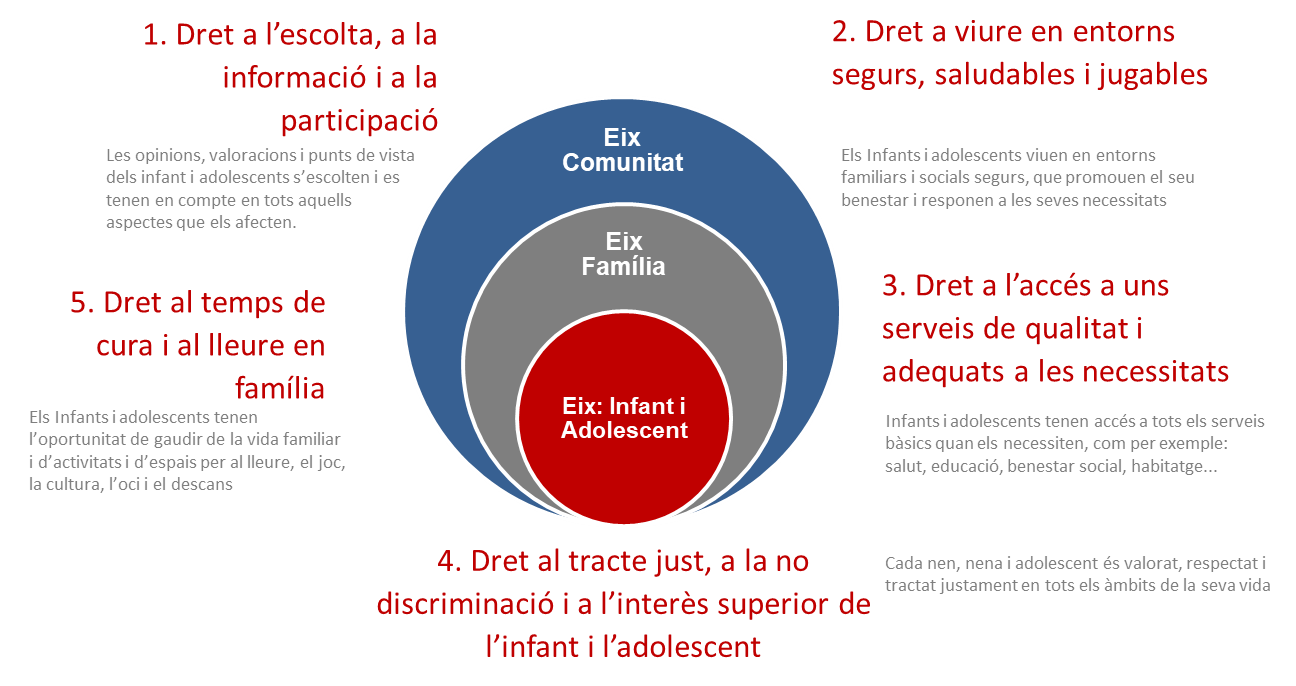 1. Dret a l’escolta, a la
informació i a la
participació
Les opinions, valoracions i punts de vista
dels infant i adolescents s’escolten i es
tenen en compte en tots aquells
aspectes que els afecten.
2. Dret a viure en entorns
segurs, saludables i jugables
Els Infants i adolescents viuen en entorns
familiars i socials segurs, que promouen el seu
benestar i responen a les seves necessitats
Eix
Comunitat
Eix
Família
Eix: Infant i
Adolescent
3. Dret a l’accés a uns
serveis de qualitat i
adequats a les necessitats
Infants i adolescents tenen accés a tots els serveis
bàsics quan els necessiten, com per exemple:
salut, educació, benestar social, habitatge...
4. Dret al tracte just, a la no
discriminació i a l’interès superior de
l’infant i l’adolescent
Cada nen, nena i adolescent és valorat, respectat i
tractat justament en tots els àmbits de la seva vida
5. Dret al temps de
cura i al lleure en
família
Els Infants i adolescents tenen
l’oportunitat de gaudir de la vida familiar
i d’activitats i d’espais per al lleure, el joc,
la cultura, l’oci i el descans